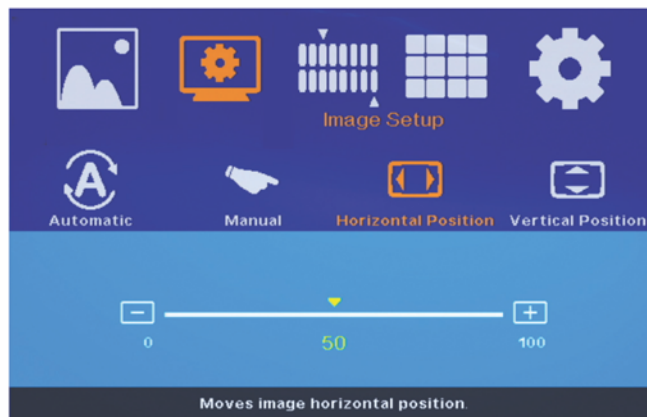 Image Setup
Automatic Manual Horizontal Position Vertical Position
0 50 100
Moves image horizontal position.